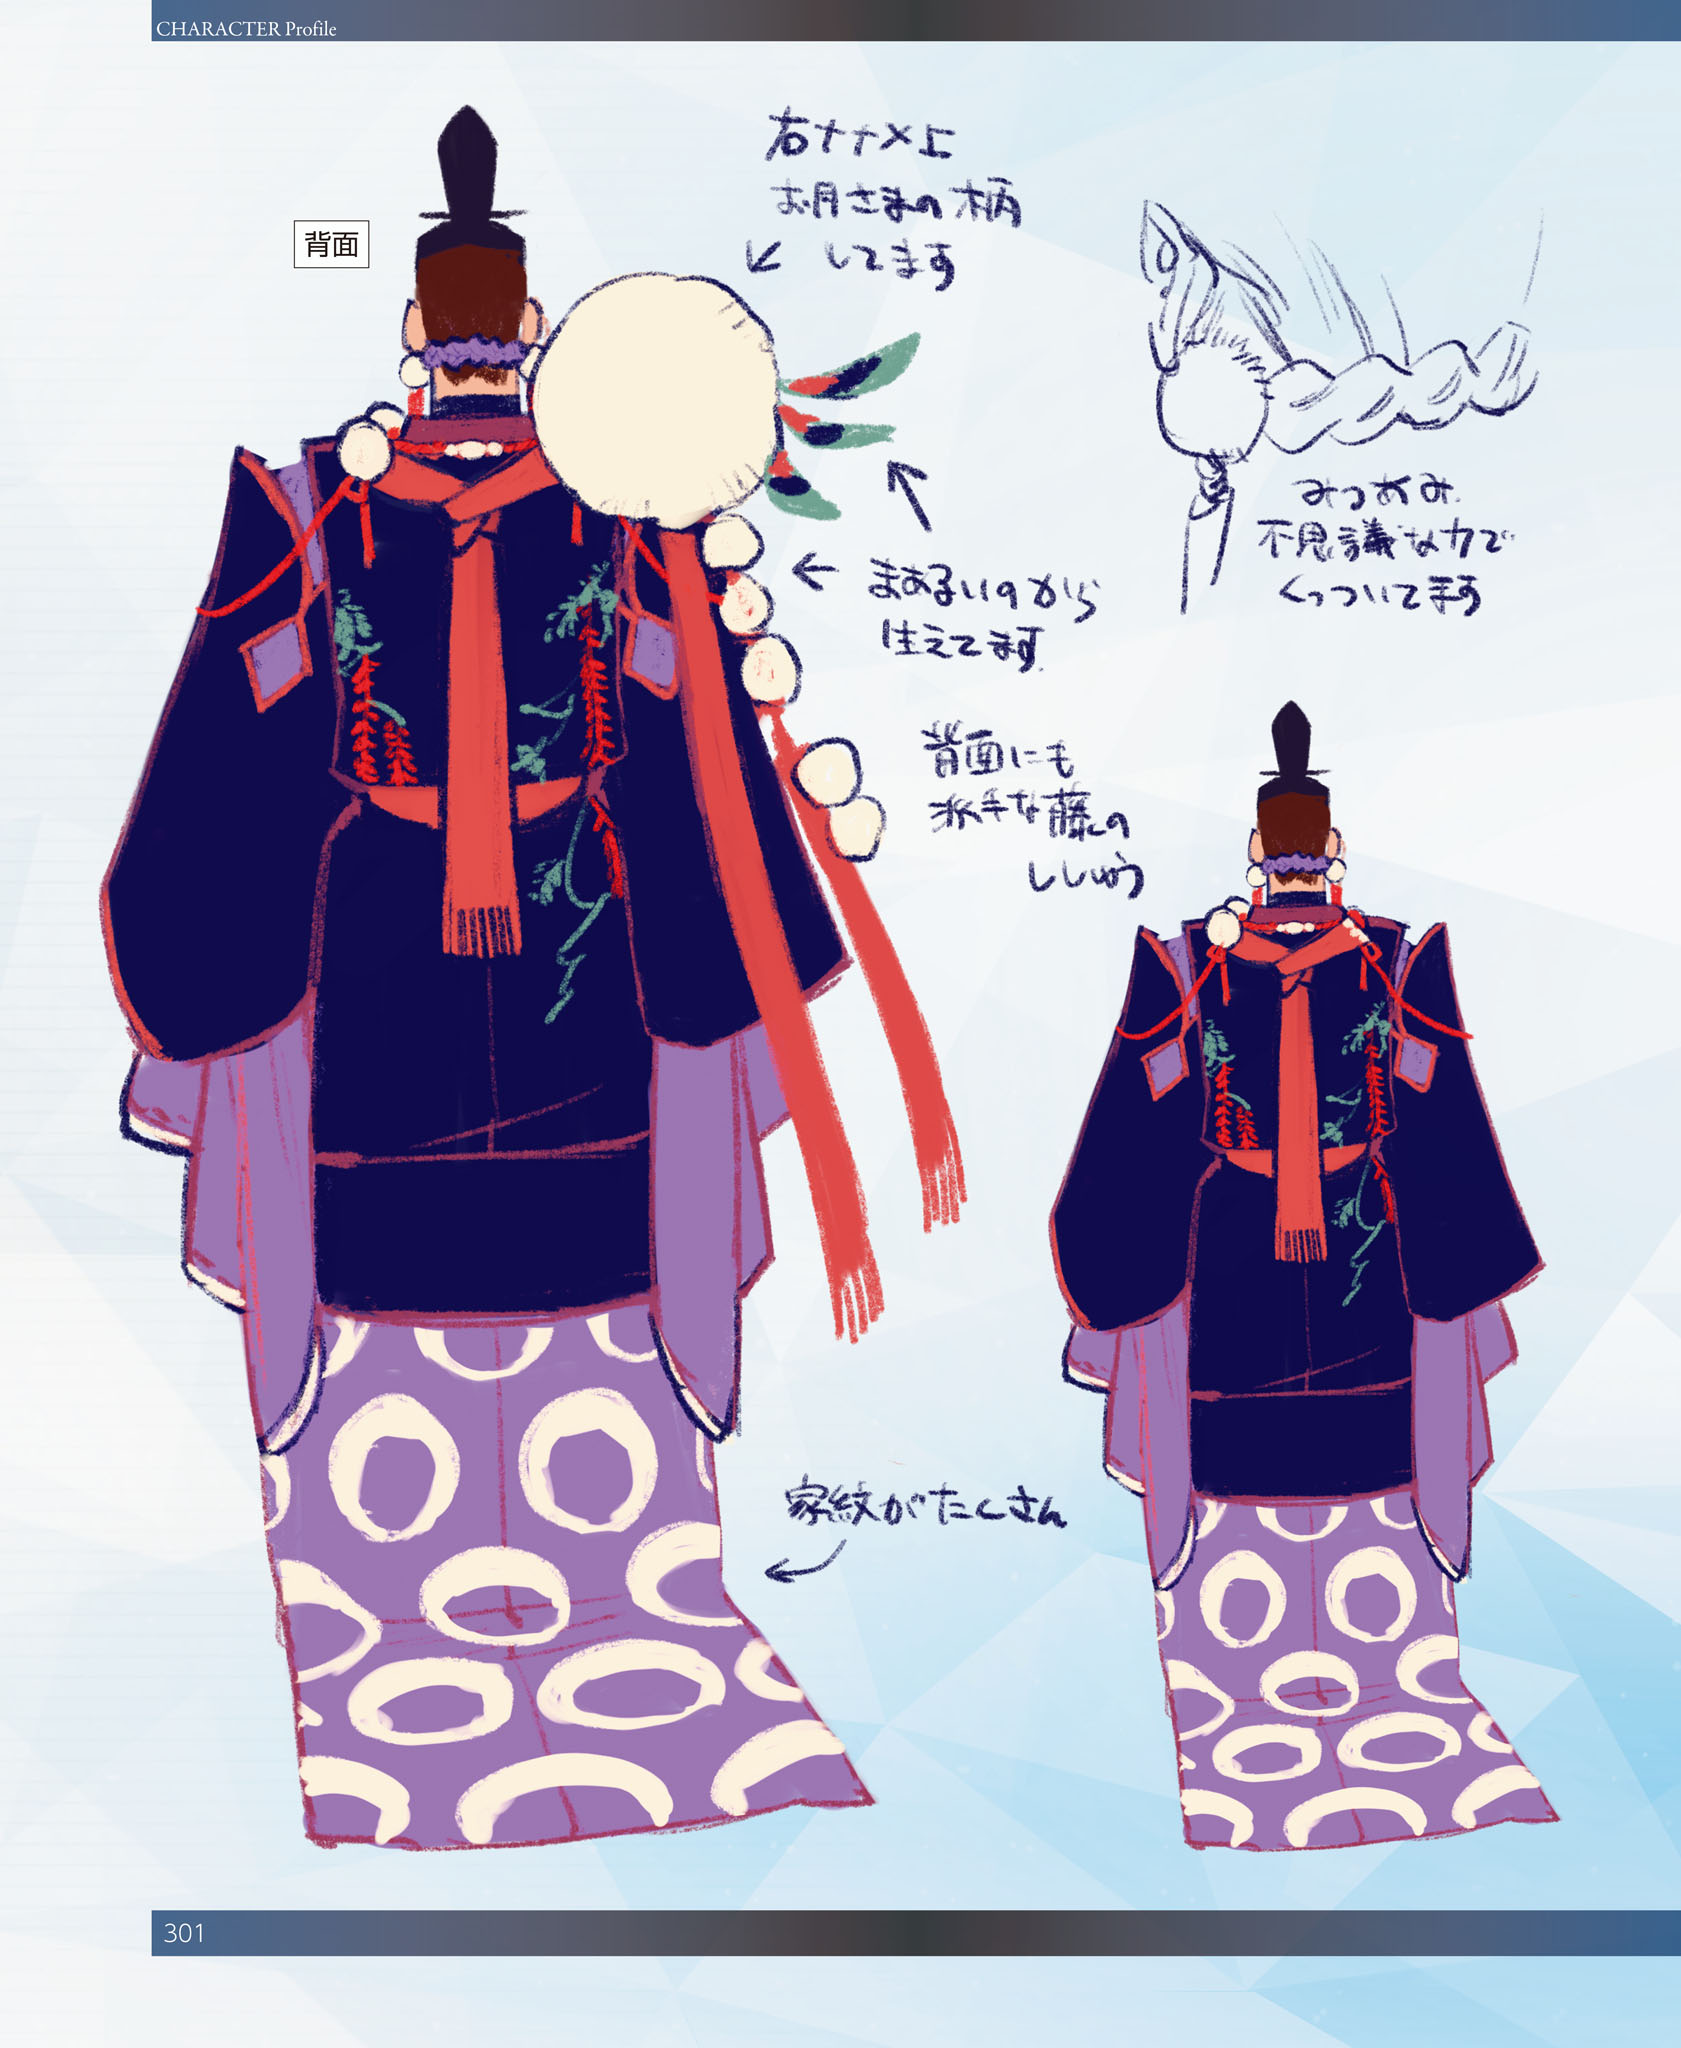 CHARACTER Profile
背面
右ナナメ上
お月さまの柄
してます
みつあみ
不思議な力で
くっついてます
まあるいのから
生えてます
背面にも
派手な藤の
ししゅう
家紋がたくさん
301